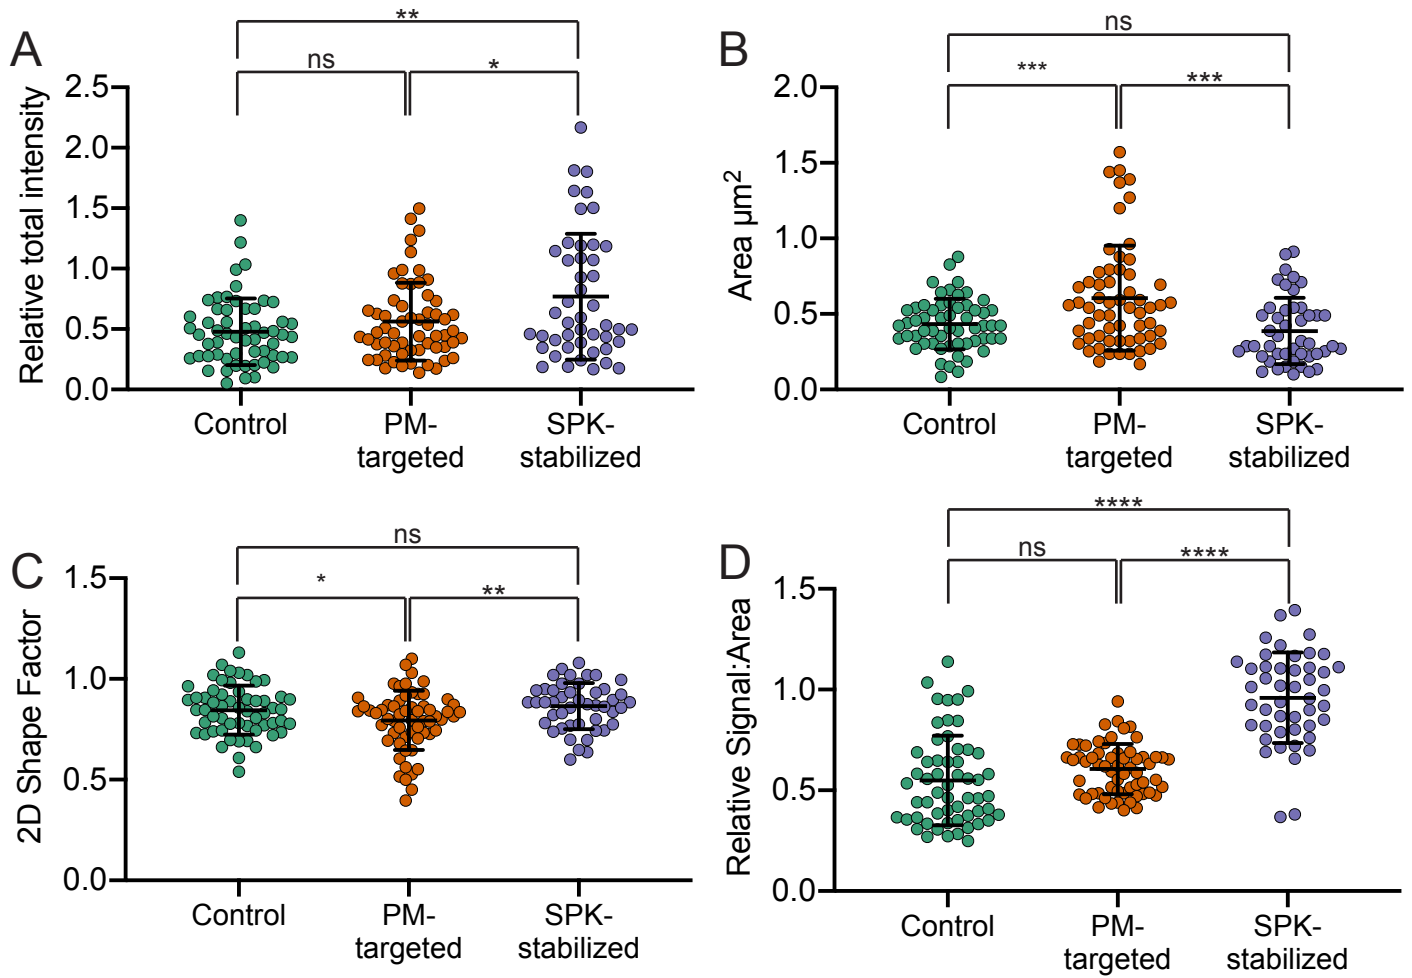 A
**
ns
*
Relative total intensity
2.5
2.0
1.5
1.0
0.5
0.0
Control
PM-
targeted
SPK-
stabilized
B
ns
***
***
Area µm²
2.0
1.5
1.0
0.5
0.0
Control
PM-
targeted
SPK-
stabilized
C
ns
*
**
2D Shape Factor
1.5
1.0
0.5
0.0
Control
PM-
targeted
SPK-
stabilized
D
****
ns
****
Relative Signal:Area
1.5
1.0
0.5
0.0
Control
PM-
targeted
SPK-
stabilized